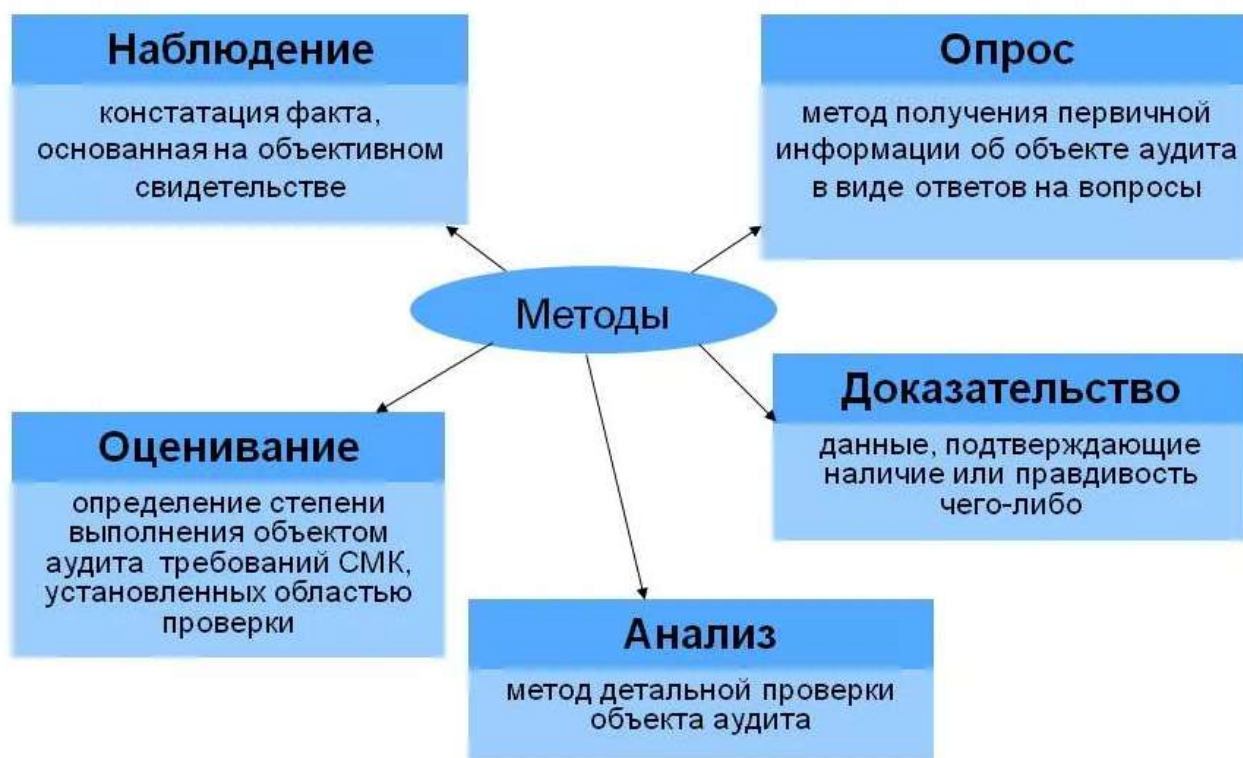 Наблюдение
констатация факта,
основанная на объективном
свидетельстве
Опрос
метод получения первичной
информации об объекте аудита
в виде ответов на вопросы
Методы
Оценивание
определение степени
выполнения объектом
аудита требований СМК,
установленных областью
проверки
Доказательство
данные, подтверждающие
наличие или правдивость
чего-либо
Анализ
метод детальной проверки
объекта аудита